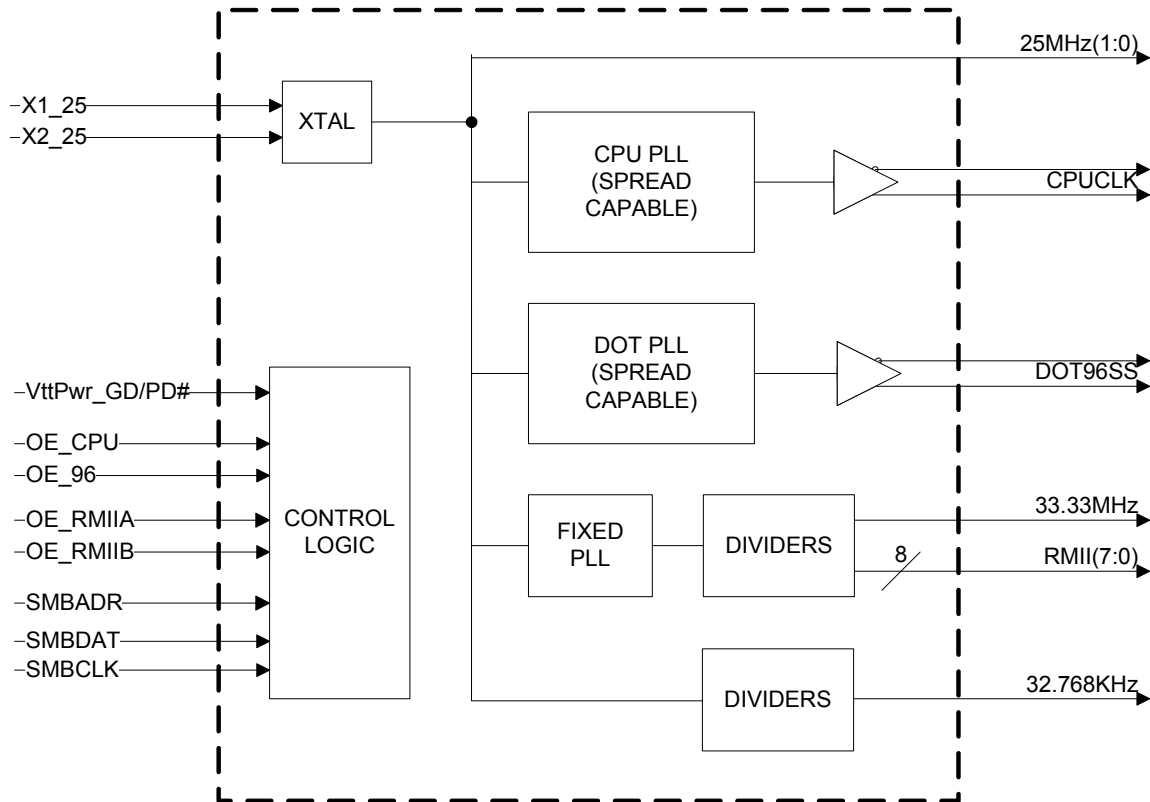 25MHz(1:0)
X1_25
X2_25
XTAL
CPU PLL
(SPREAD
CAPABLE)
CPUCLK
DOT PLL
(SPREAD
CAPABLE)
DOT96SS
VttPwr_GD/PD#
OE_CPU
OE_96
OE_RMIIA
OE_RMIIB
SMBADR
SMBDAT
SMBCLK
CONTROL
LOGIC
FIXED
PLL
DIVIDERS
33.33MHz
8
RMII(7:0)
DIVIDERS
32.768KHz